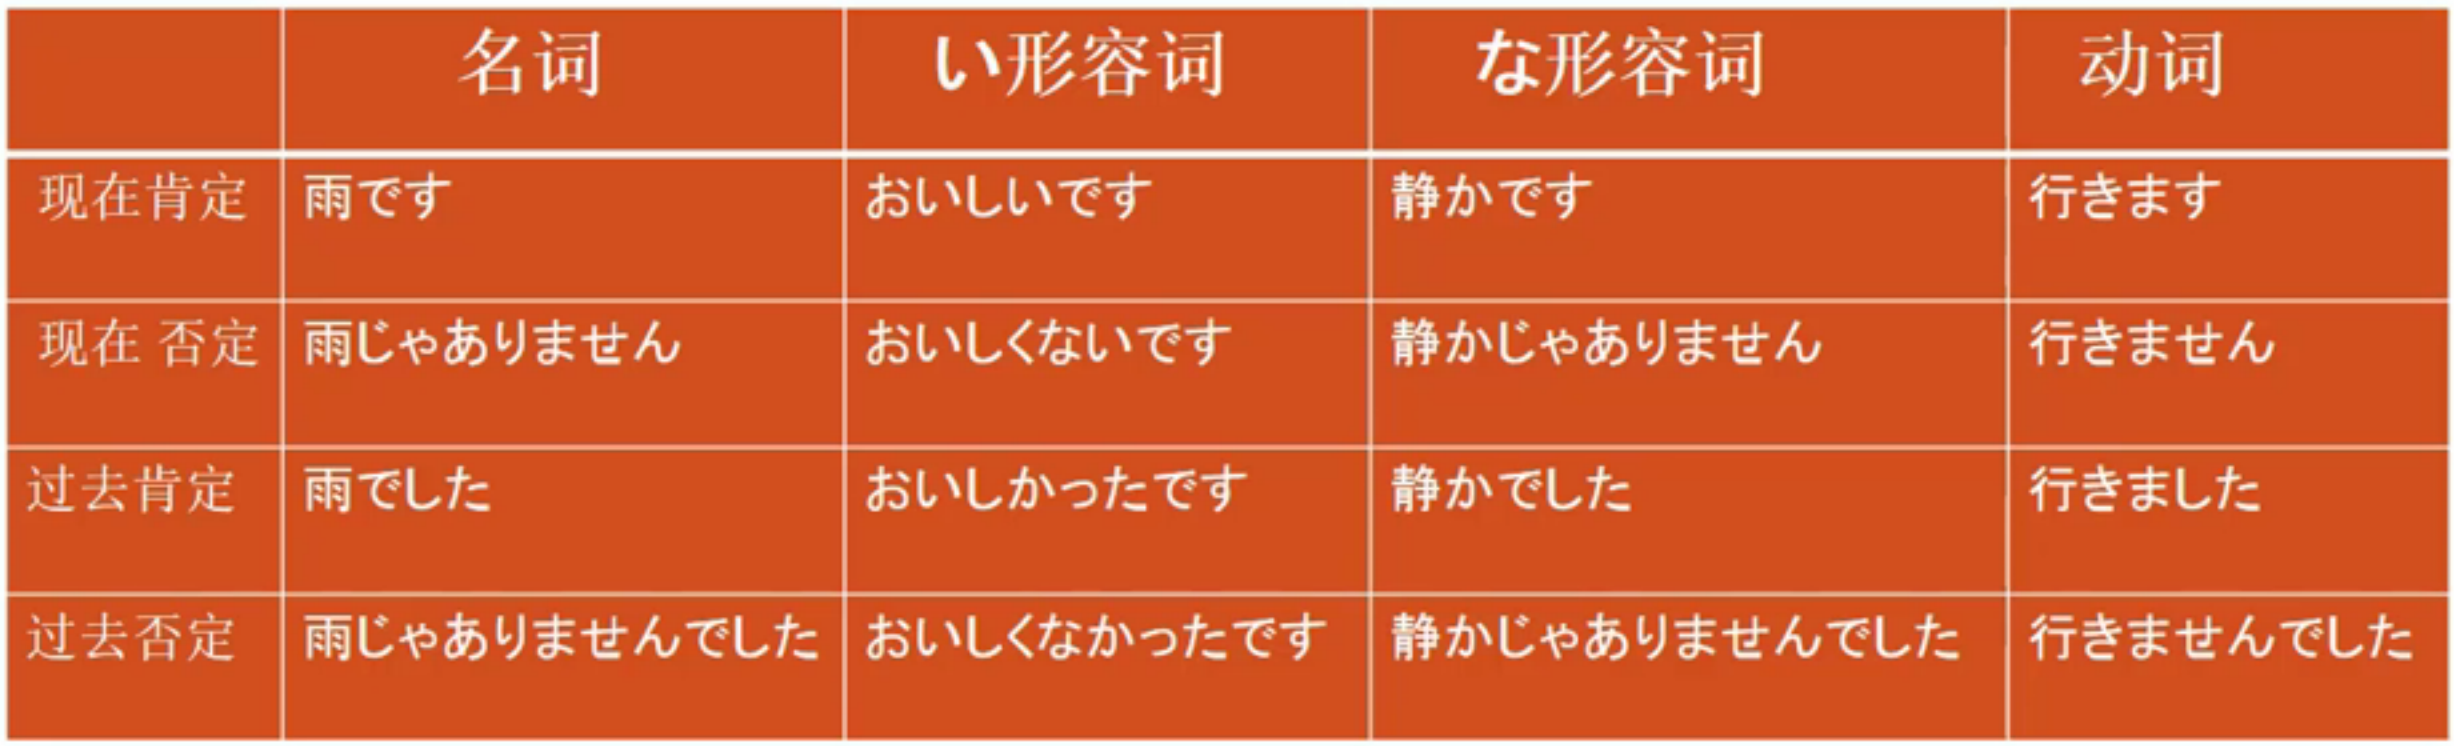 名词 い形容词 な形容词 动词
现在肯定 雨です おいしいです 静かです 行きます
现在 否定 雨じゃありません おいしくないです 静かじゃありません 行きません
过去肯定 雨でした おいしかったです 静かでした 行きました
过去否定 雨じゃありませんでした おいしくなかったです 静かじゃありませんでした 行きませんでした